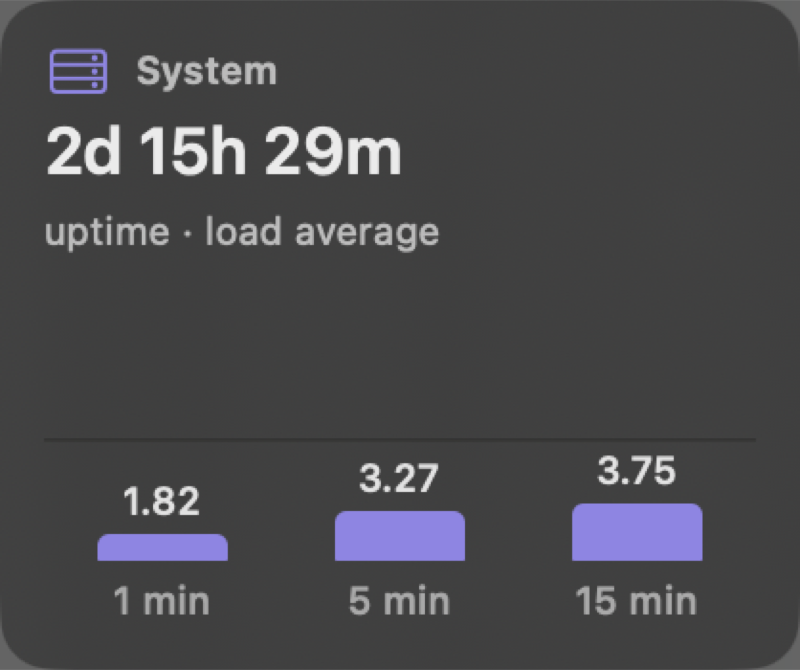 System
2d 15h 29m
uptime · load average
1.82 3.27 3.75
1 min 5 min 15 min